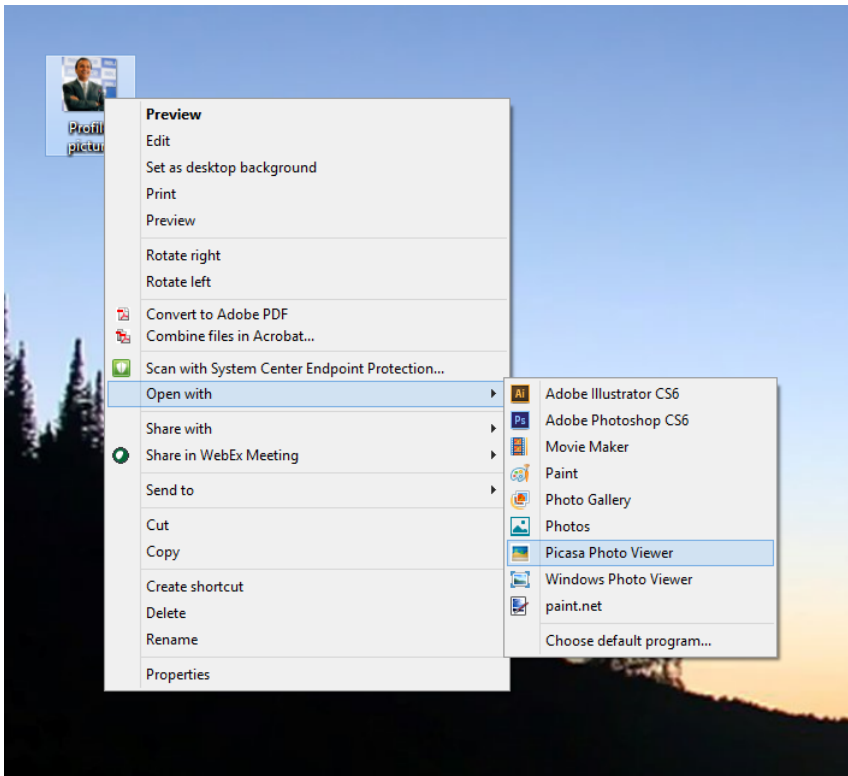 Preview
Edit
Set as desktop background
Print
Preview
Rotate right
Rotate left
Convert to Adobe PDF
Combine files in Acrobat...
Scan with System Center Endpoint Protection...
Open with
Share with
Share in WebEx Meeting
Send to
Cut
Copy
Create shortcut
Delete
Rename
Properties
Ai Adobe Illustrator CS6
Ps Adobe Photoshop CS6
Movie Maker
Paint
Photo Gallery
Photos
Picasa Photo Viewer
Windows Photo Viewer
paint.net
Choose default program...